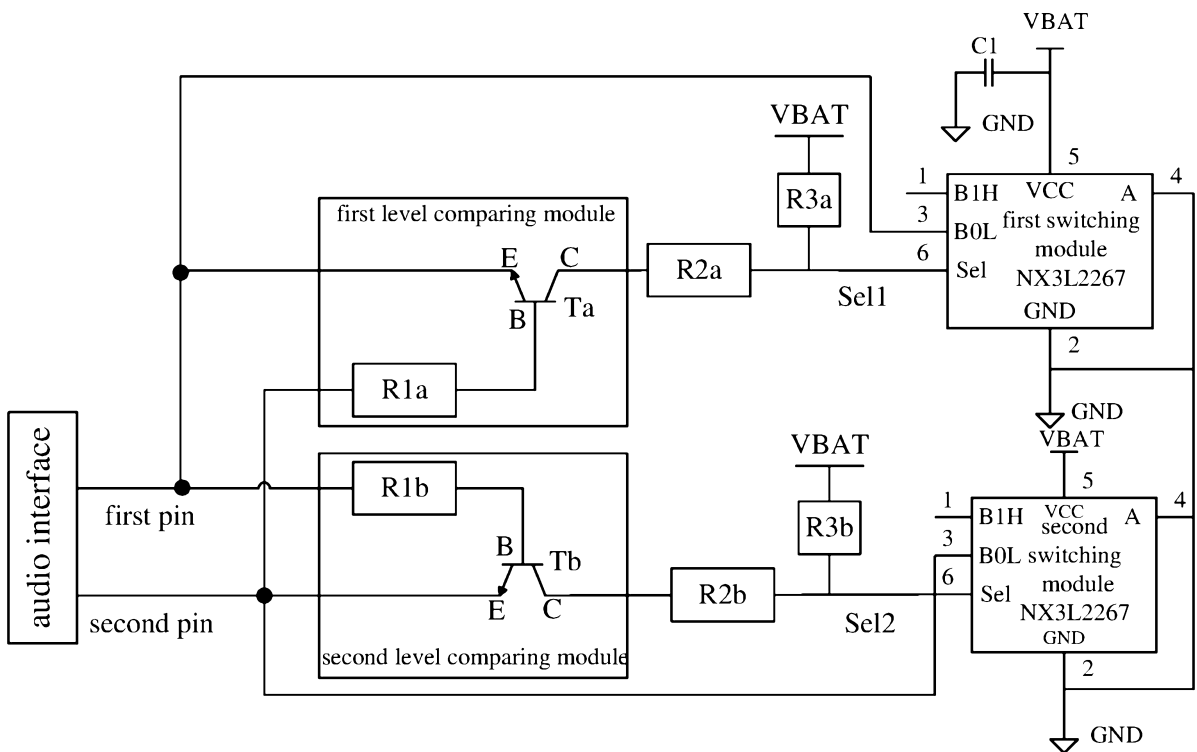 VBAT
C1
GND
VBAT
R3a
5
1
B1H
VCC
A
4
3
B0L
first switching
module
NX3L2267
6
Sel
GND
2
GND
first level comparing module
E
C
B
Ta
R2a
Sel1
R1a
audio interface
first pin
second pin
R1b
B
Tb
E
C
second level comparing module
R2b
VBAT
R3b
Sel2
VBAT
5
1
B1H
VCC
A
4
second
3
B0L
switching
module
NX3L2267
6
Sel
GND
2
GND